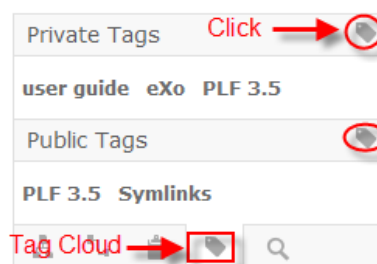 Private Tags Click
user guide eXo PLF 3.5
Public Tags
PLF 3.5 Symlinks
Tag Cloud